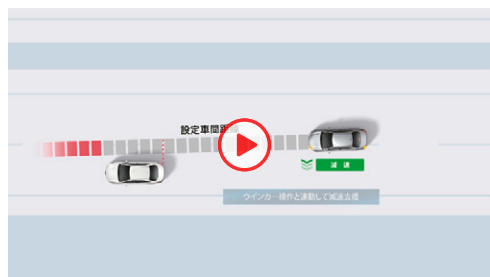 設定車間距離
減速
ウインカー操作と連動して減速支援